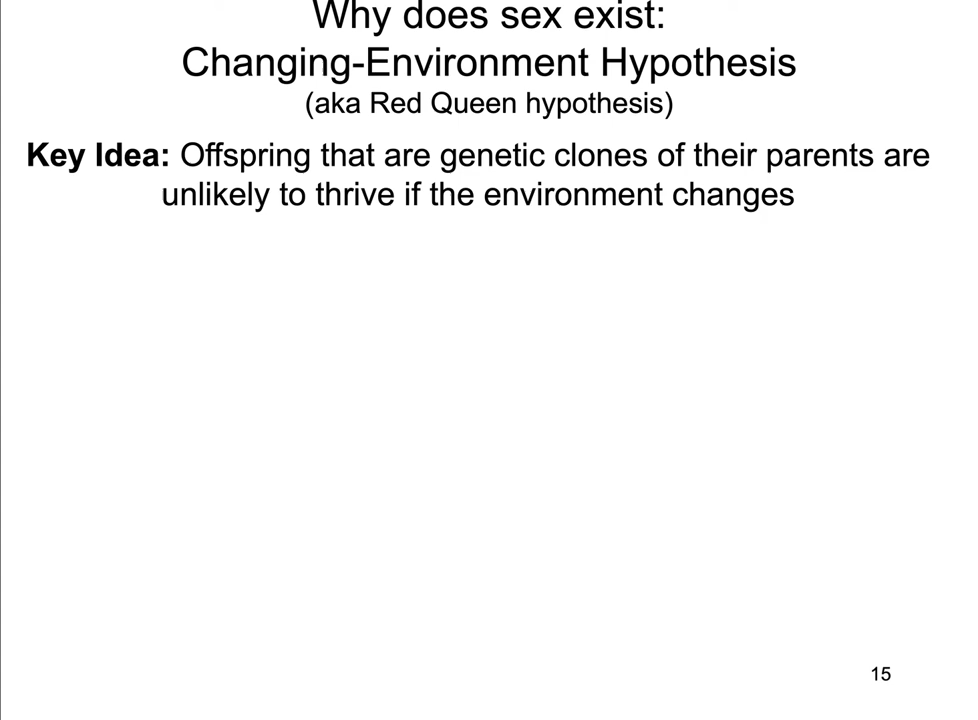 Why does sex exist:
Changing-Environment Hypothesis
(aka Red Queen hypothesis)
Key Idea: Offspring that are genetic clones of their parents are
unlikely to thrive if the environment changes
15